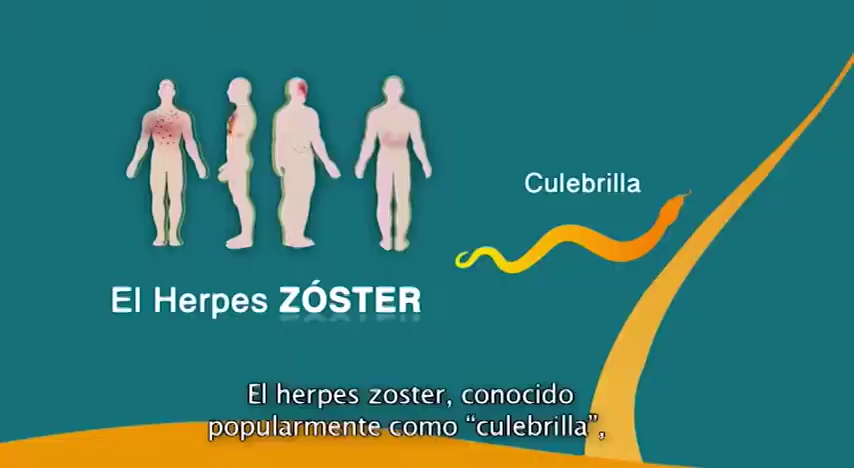 Culebrilla
El Herpes ZÓSTER
El herpes zoster, conocido
popularmente como “culebrilla”,